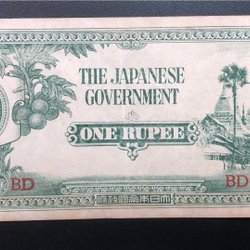 THE JAPANESE
GOVERNMENT
ONE RUPEE
BD BD
府政國帝本日大